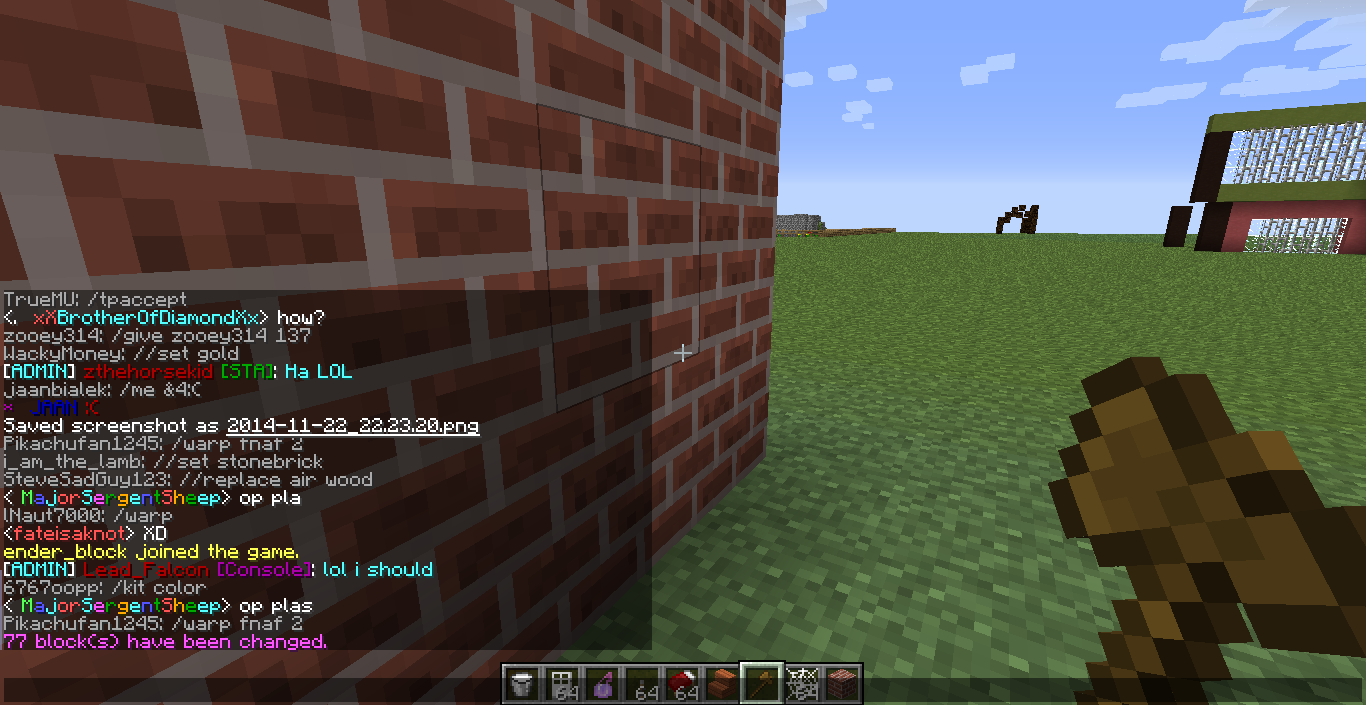 TrueMU: /tpaccept
<. xXBrotherOfDiamondXx> how?
zooey314: /give zooey314 137
WackyMoney: //set gold
[ADMIN] zthehorsekid [STA]: Ha LOL
jaanbialek: /me &4:C
* JAAN :C
Saved screenshot as 2014-11-22_22.23.20.png
Pikachufan1245: /warp fnaf 2
i_am_the_lamb: //set stonebrick
SteveSadGuy123: //replace air wood
< MajorSergentSheep> op pla
lNaut7000: /warp
<fateisaknot> XD
ender_block joined the game.
[ADMIN] Lead_Falcon [Console]: lol i should
6767oopp: /kit color
< MajorSergentSheep> op plas
Pikachufan1245: /warp fnaf 2
77 block(s) have been changed.
64 64 64 64